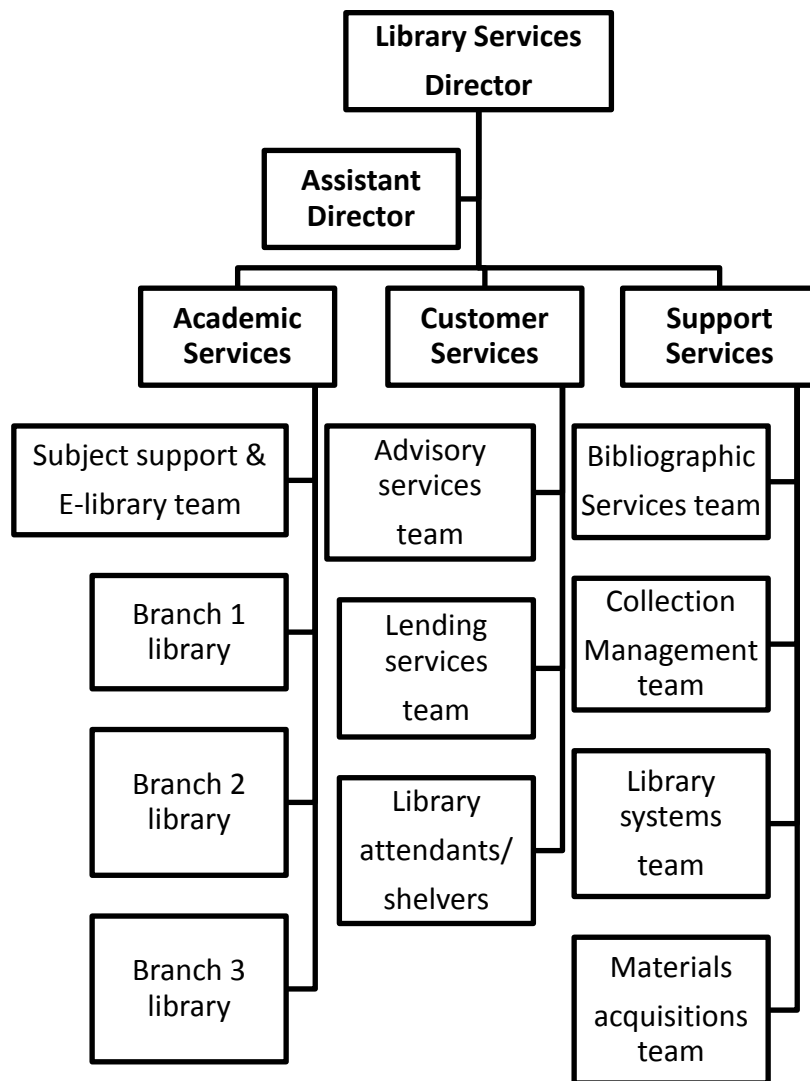 Library Services
Director
Assistant
Director
Academic
Services
Customer
Services
Support
Services
Subject support &
E-library team
Branch 1
library
Branch 2
library
Branch 3
library
Advisory
services
team
Lending
services
team
Library
attendants/
shelvers
Bibliographic
Services team
Collection
Management
team
Library
systems
team
Materials
acquisitions
team